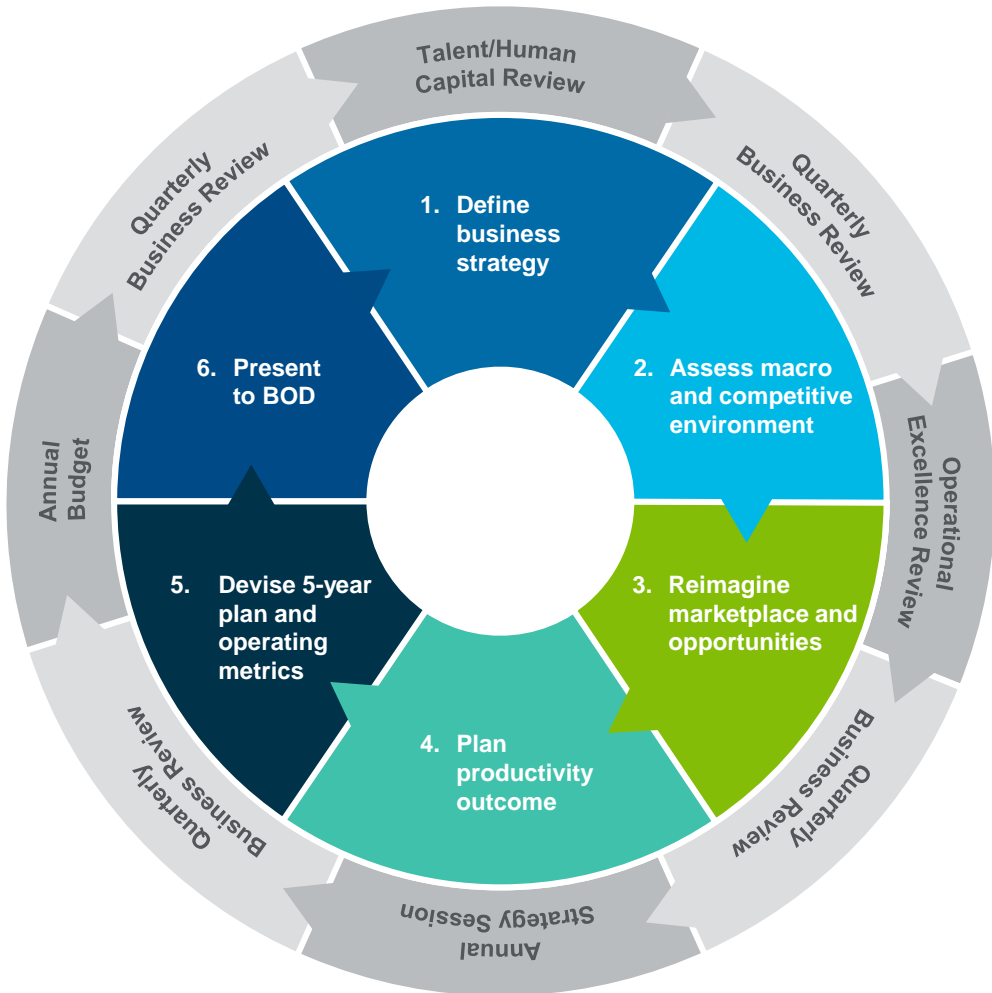 Talent/Human
Capital Review
Quarterly
Business Review
Operational
Excellence Review
Quarterly
Business Review
Annual
Strategy Session
Quarterly
Business Review
Annual
Budget
Quarterly
Business Review
1. Define
business
strategy
2. Assess macro
and competitive
environment
3. Reimagine
marketplace and
opportunities
4. Plan
productivity
outcome
5. Devise 5-year
plan and
operating
metrics
6. Present
to BOD